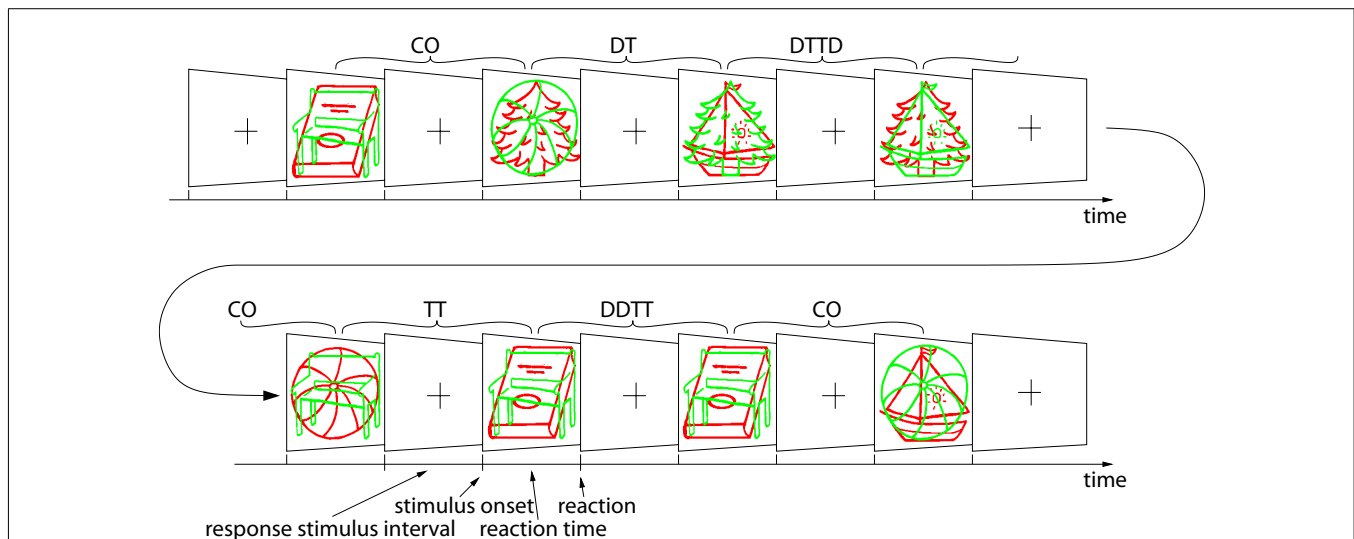 CO DT DTTD
time
CO TT DDTT CO
time
stimulus onset reaction
response stimulus interval reaction time